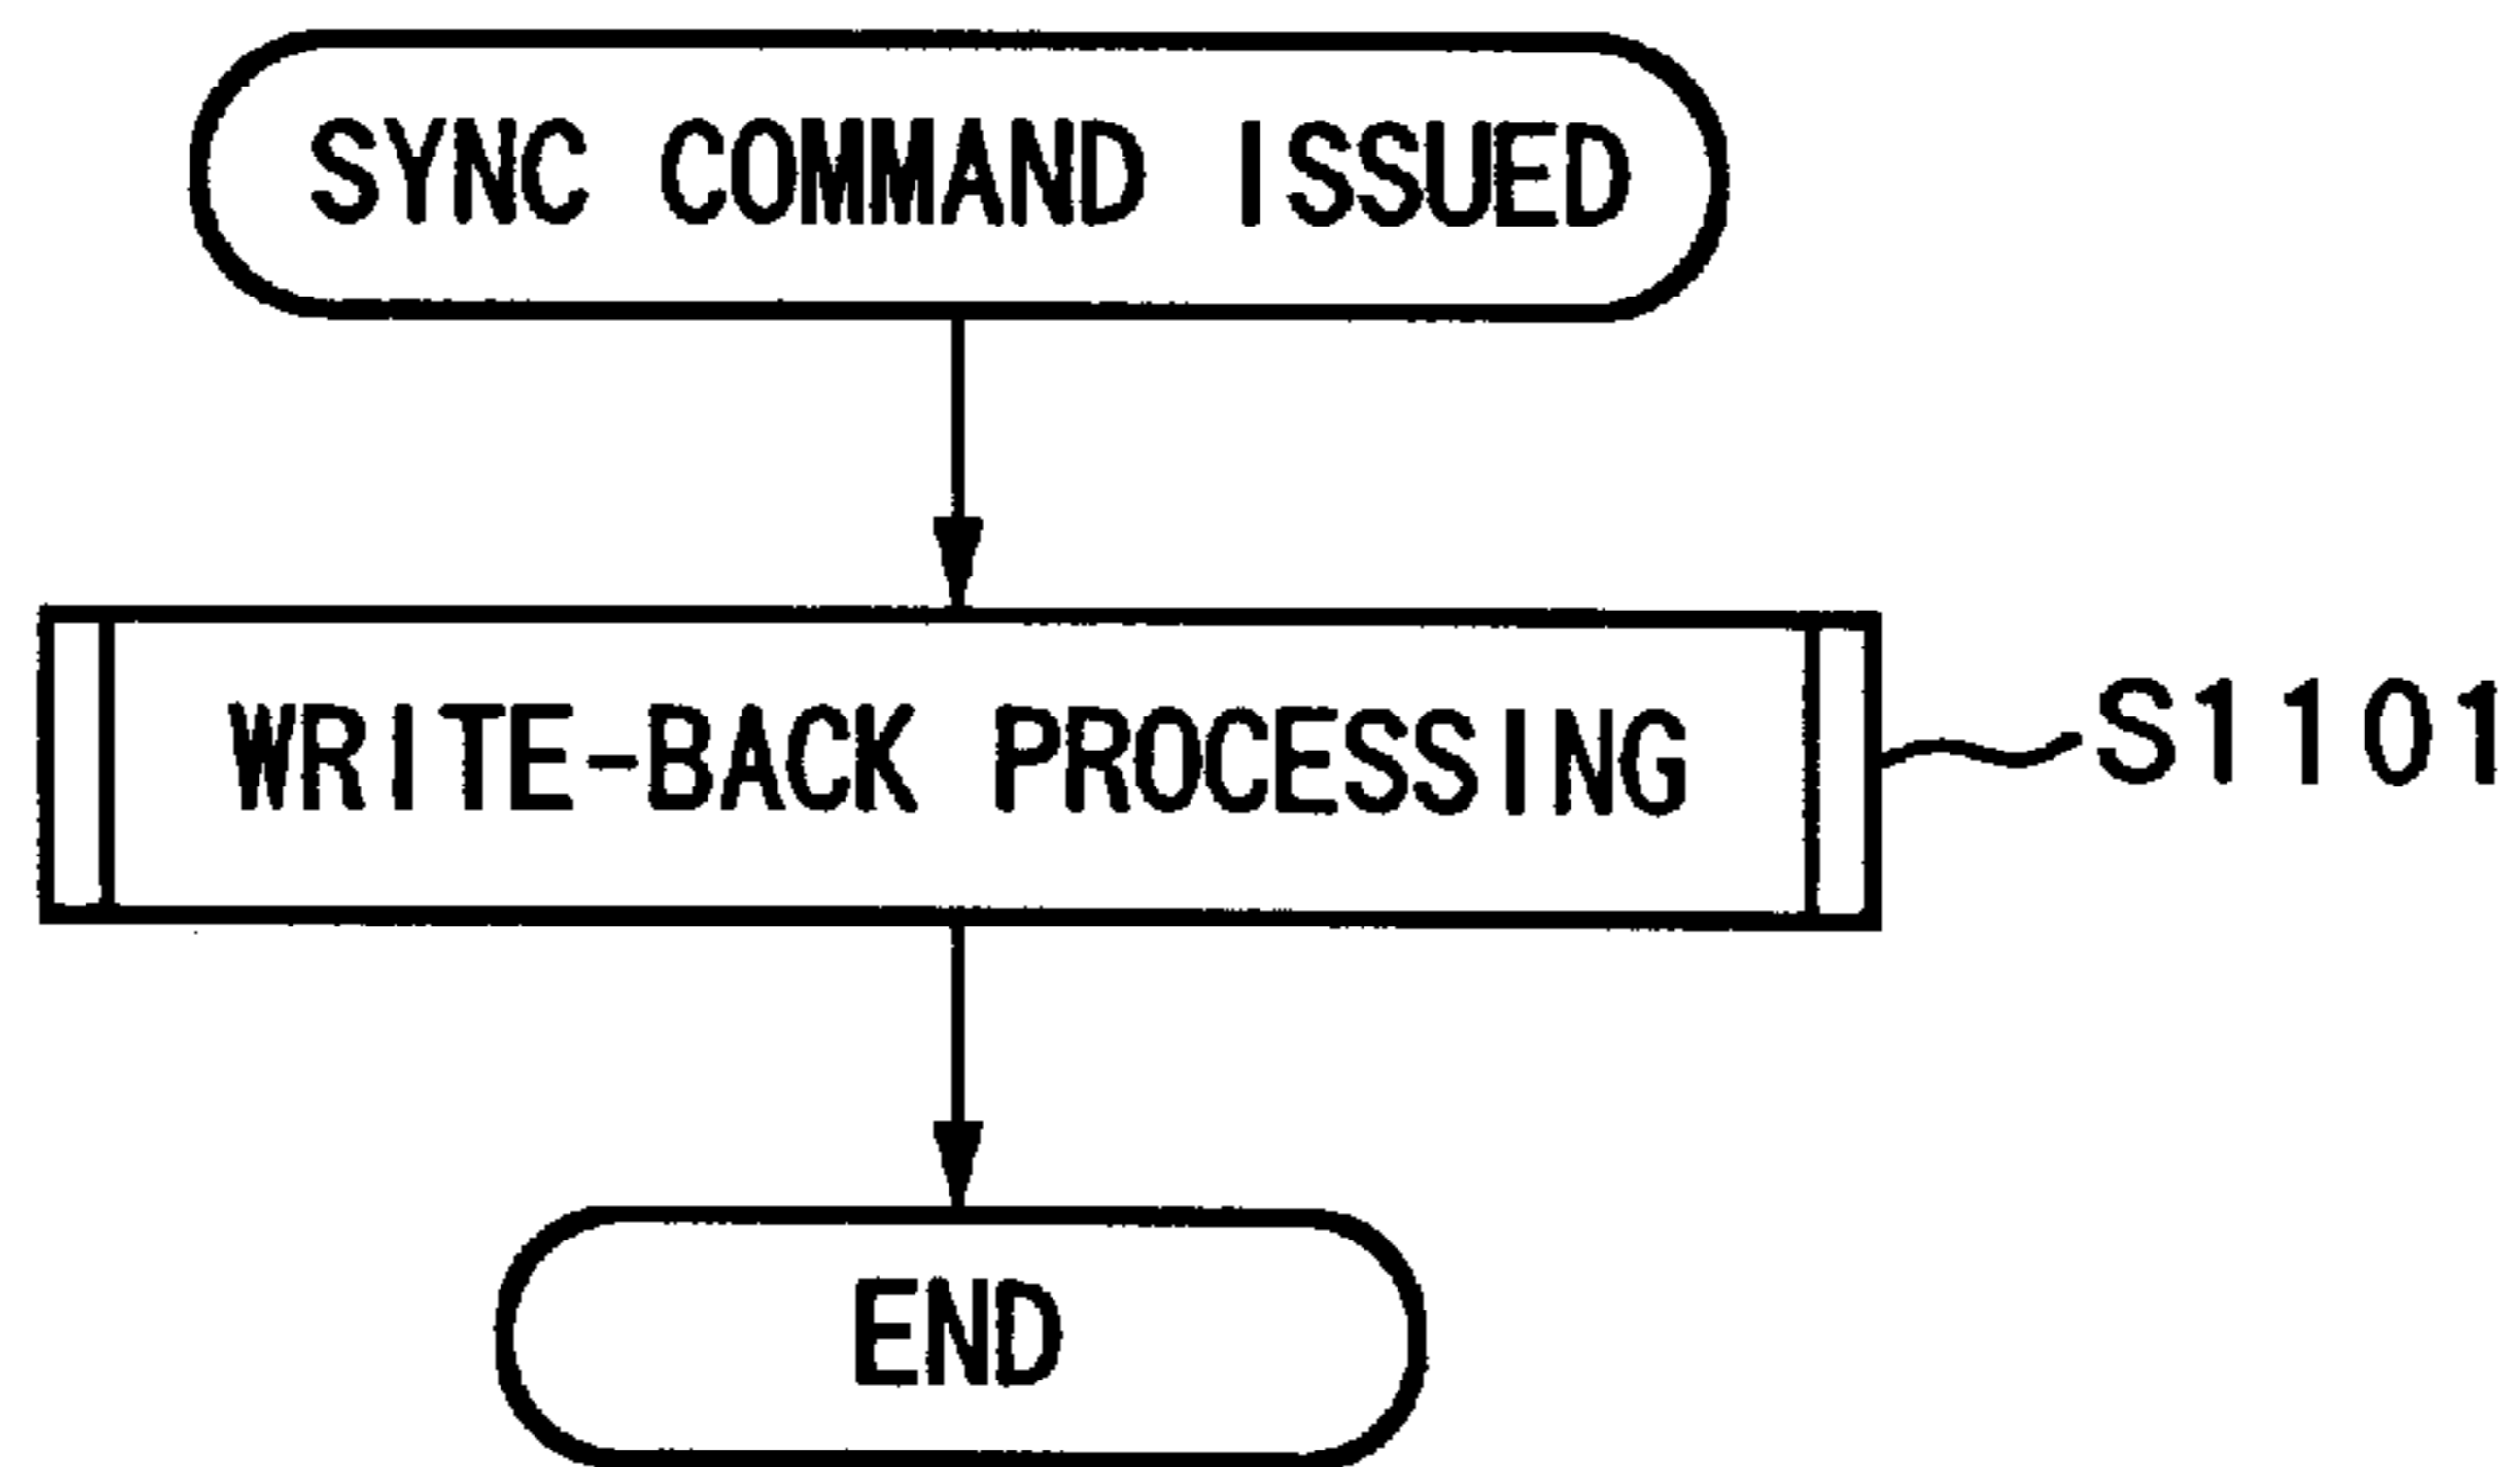 SYNC COMMAND ISSUED
WRITE-BACK PROCESSING
S1101
END